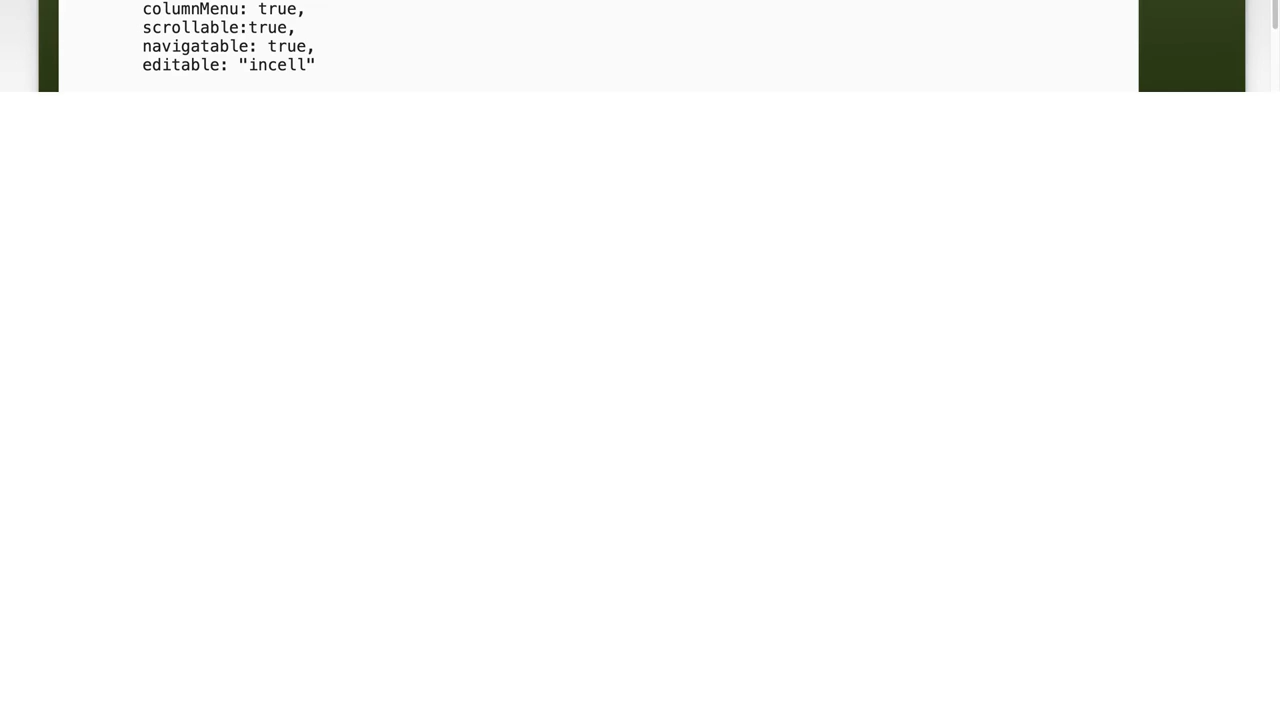 columnMenu: true,
scrollable:true,
navigatable: true,
editable: "incell"